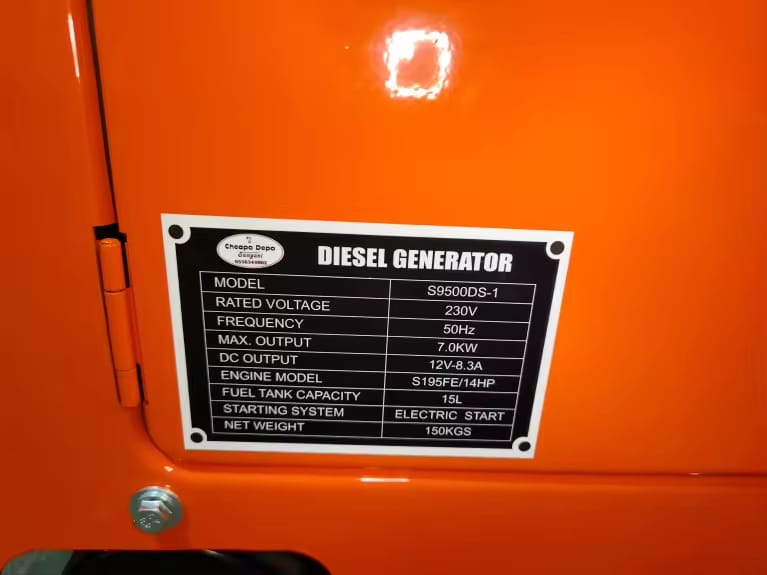 Cheapa Depo
Gangani
DIESEL GENERATOR
MODEL S9500DS-1
RATED VOLTAGE 230V
FREQUENCY 50Hz
MAX. OUTPUT 7.0KW
DC OUTPUT 12V-8.3A
ENGINE MODEL S195FE/14HP
FUEL TANK CAPACITY 15L
STARTING SYSTEM ELECTRIC START
NET WEIGHT 150KGS